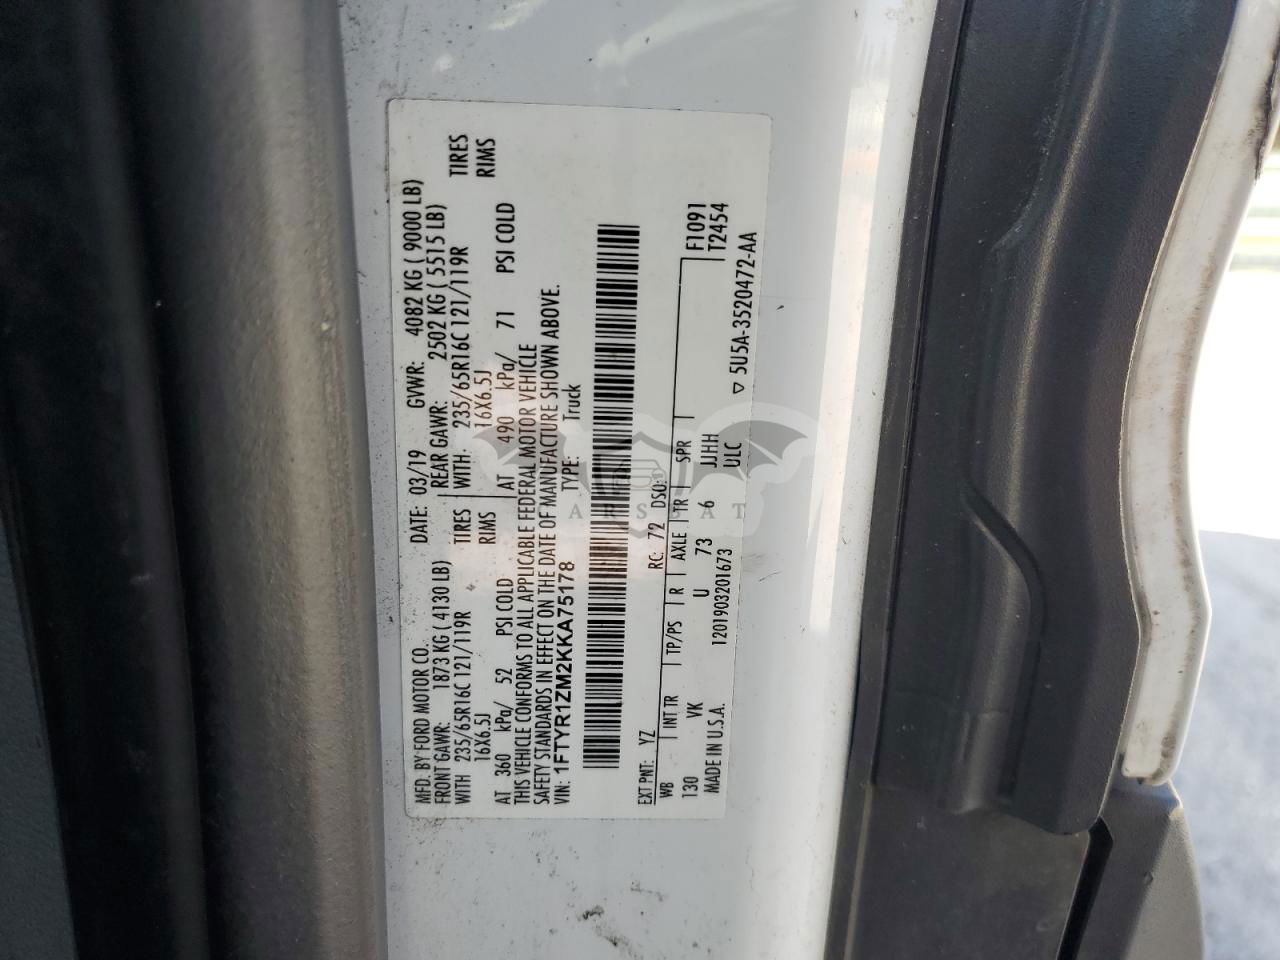 MFD. BY FORD MOTOR CO. DATE: 03/19 GVWR: 4082 KG ( 9000 LB)
FRONT GAWR: 1873 KG ( 4130 LB) REAR GAWR: 2502 KG ( 5515 LB)
WITH 235/65R16C 121/119R TIRES WITH: 235/65R16C 121/119R TIRES
16X6.5J RIMS 16X6.5J RIMS
AT 360 kPa/ 52 PSI COLD AT 490 kPa/ 71 PSI COLD
THIS VEHICLE CONFORMS TO ALL APPLICABLE FEDERAL MOTOR VEHICLE
SAFETY STANDARDS IN EFFECT ON THE DATE OF MANUFACTURE SHOWN ABOVE.
VIN: 1FTYR1ZM2KKA75178 TYPE: Truck
EXT PNT: YZ RC: 72 DSO:
WB INT TR TP/PS R AXLE TR SPR F1091
130 VK U 73 6 JJHH T2454
MADE IN U.S.A. 1201903201673 ULC ▽ 5U5A-3520472-AA
CARSBAT